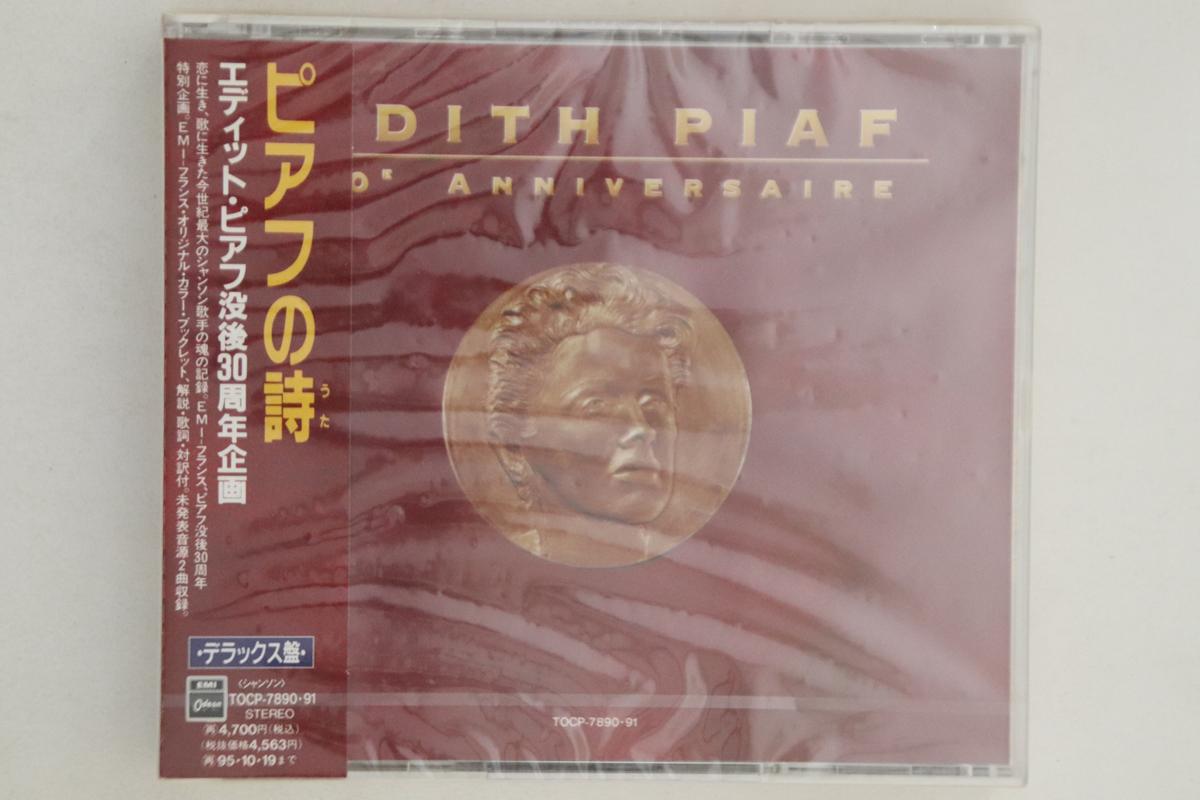 ピアフの詩
うた
エディット・ピアフ没後30周年企画
恋に生き、歌に生きた今世紀最大のシャンソン歌手の魂の記録。EMI-フランス、ピアフ没後30周年
特別企画。EMI-フランス・オリジナル・カラー・ブックレット、解説・歌詞・対訳付。未発表音源2曲収録。
・デラックス盤・
EMI
Odeon
〈シャンソン〉
TOCP-7890・91
STEREO
再4,700円(税込)
(税抜価格4,563円)
再95・10・19まで
DITH PIAF
0E ANNIVERSAIRE
TOCP-7890・91